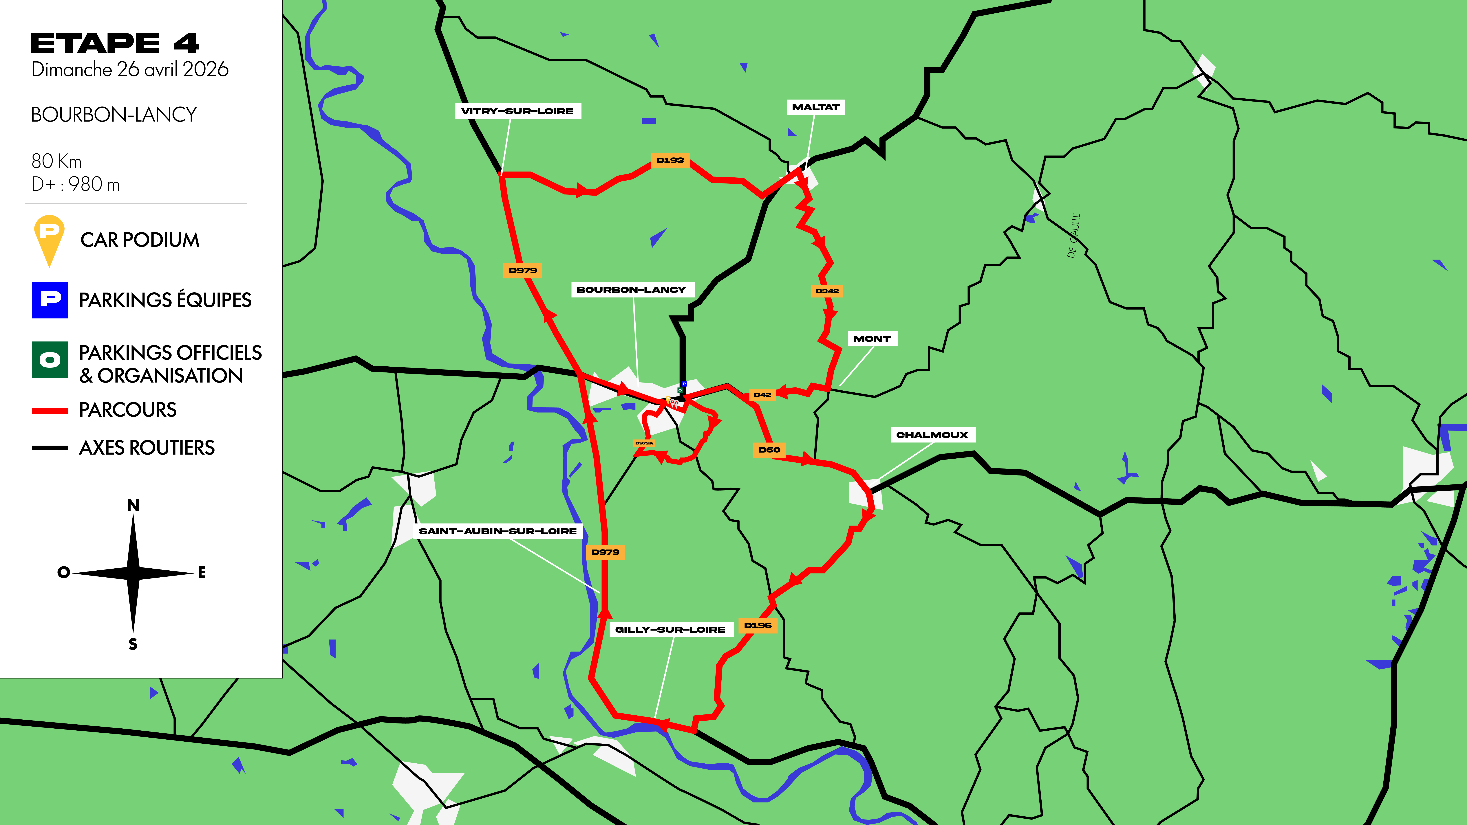 ETAPE 4
Dimanche 26 avril 2026
BOURBON-LANCY
80 Km
D+ : 980 m
P
CAR PODIUM
P
PARKINGS ÉQUIPES
O
PARKINGS OFFICIELS
& ORGANISATION
PARCOURS
AXES ROUTIERS
N
O
E
S
VITRY-SUR-LOIRE
MALTAT
D193
D979
BOURBON-LANCY
D942
MONT
D42
CHALMOUX
D60
SAINT-AUBIN-SUR-LOIRE
D979
GILLY-SUR-LOIRE
D196